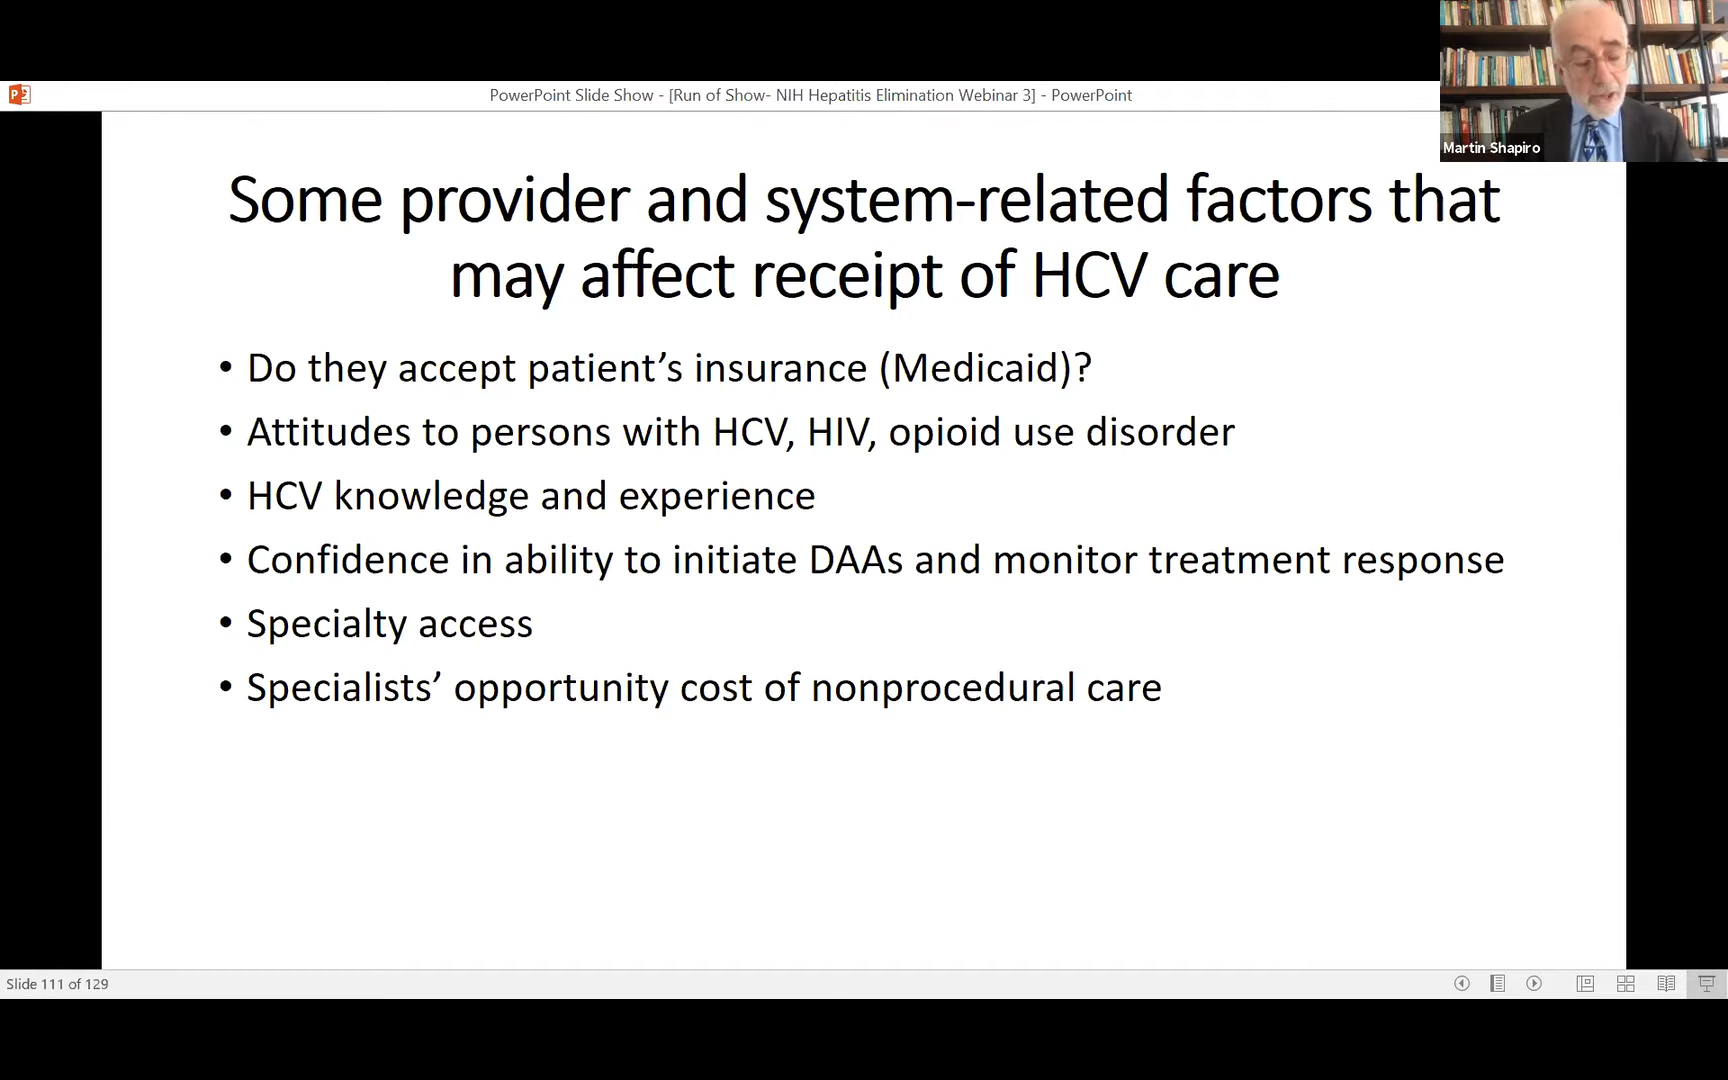 PowerPoint Slide Show - [Run of Show- NIH Hepatitis Elimination Webinar 3] - PowerPoint
Martin Shapiro
Some provider and system-related factors that
may affect receipt of HCV care
• Do they accept patient’s insurance (Medicaid)?
• Attitudes to persons with HCV, HIV, opioid use disorder
• HCV knowledge and experience
• Confidence in ability to initiate DAAs and monitor treatment response
• Specialty access
• Specialists’ opportunity cost of nonprocedural care
Slide 111 of 129